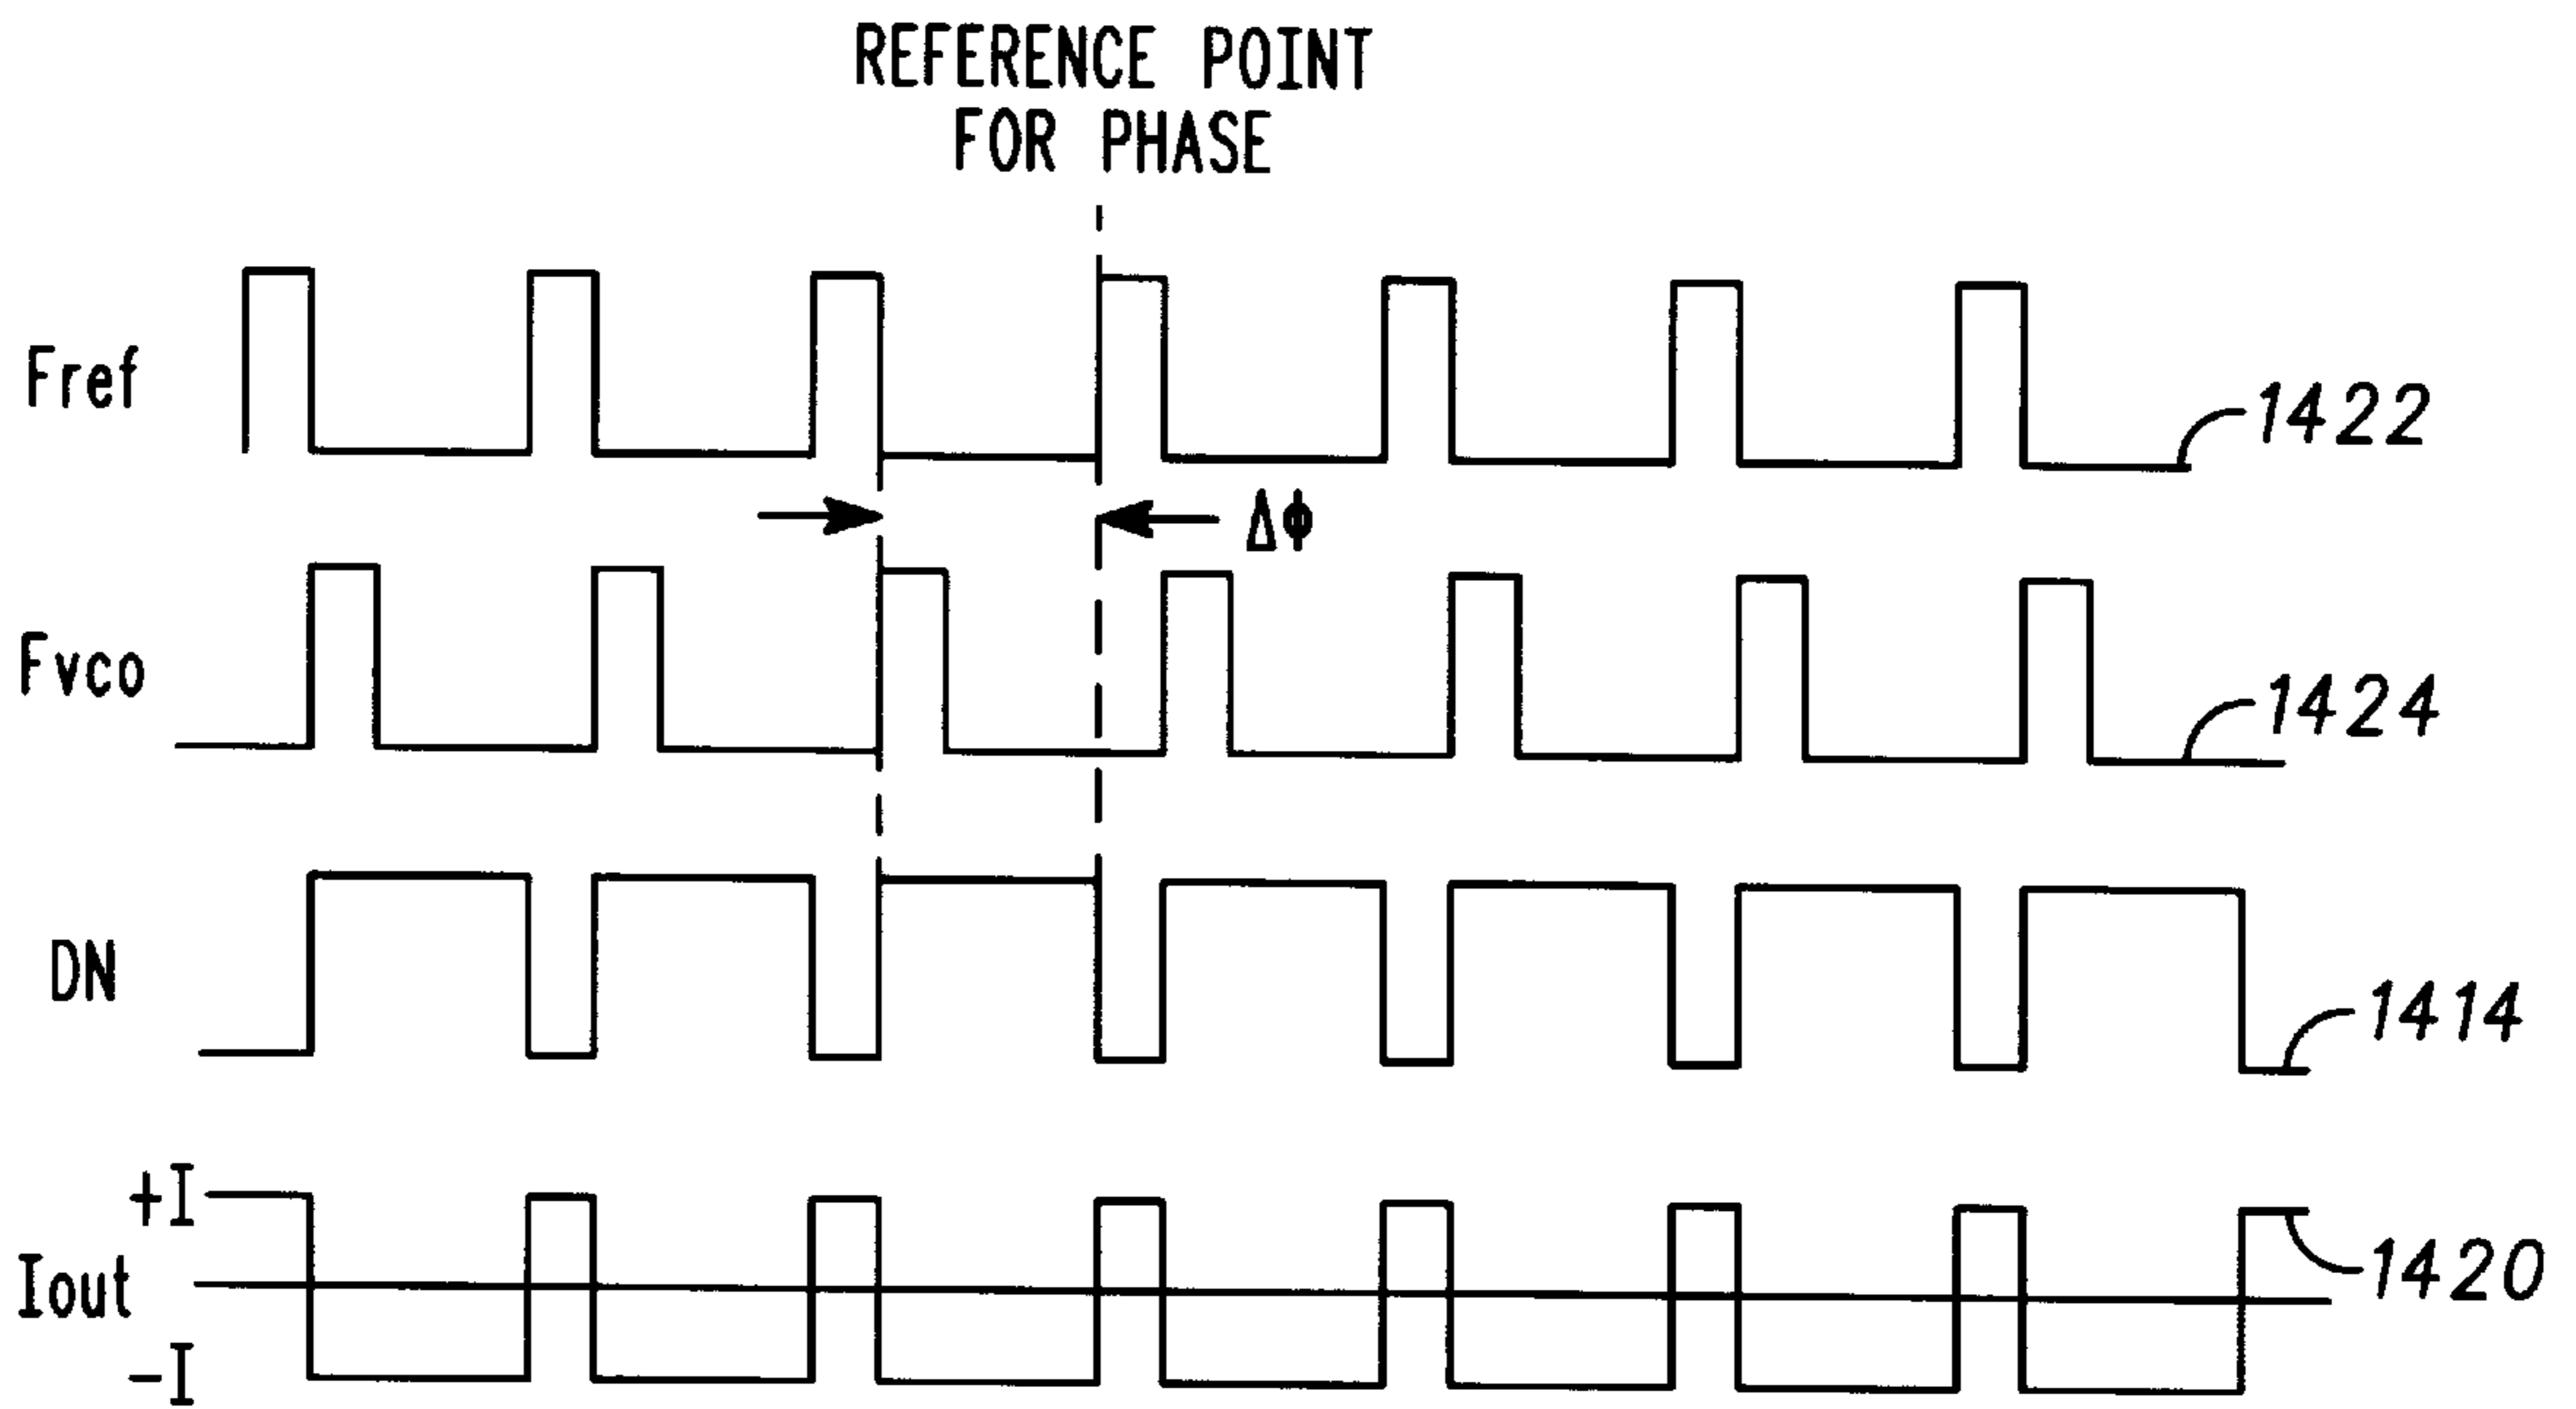 REFERENCE POINT
FOR PHASE
Fref
1422
Δϕ
Fvco
1424
DN
1414
+I
Iout
-I
1420